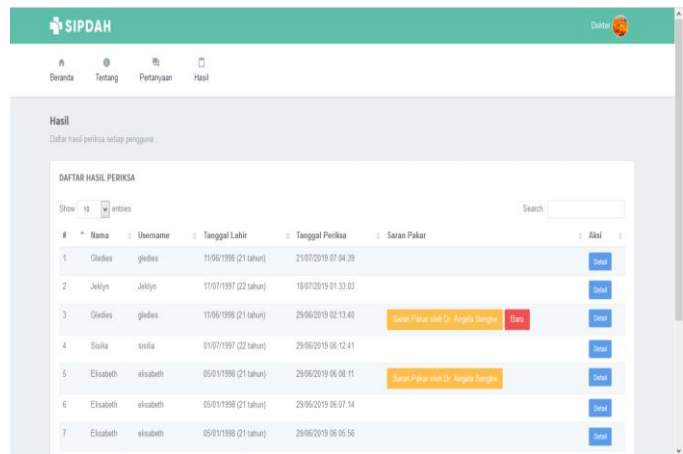 SIPDAH
Dokter
Beranda Tentang Pertanyaan Hasil
Hasil
Daftar hasil periksa setiap pengguna
DAFTAR HASIL PERIKSA
Show 10 entries Search:
# Nama Username Tanggal Lahir Tanggal Periksa Saran Pakar Aksi
1 Gledies gledies 11/06/1998 (21 tahun) 21/07/2019 07:04:39 Detail
2 Jeklyn Jeklyn 17/07/1997 (22 tahun) 18/07/2019 01:33:03 Detail
3 Gledies gledies 11/06/1998 (21 tahun) 29/06/2019 02:13:40 Saran Pakar oleh Dr. Angela Sengke Baru Detail
4 Sisilia sisilia 01/07/1997 (22 tahun) 29/06/2019 06:12:41 Detail
5 Elisabeth elisabeth 05/01/1998 (21 tahun) 29/06/2019 06:08:11 Saran Pakar oleh Dr. Angela Sengke Detail
6 Elisabeth elisabeth 05/01/1998 (21 tahun) 29/06/2019 06:07:14 Detail
7 Elisabeth elisabeth 05/01/1998 (21 tahun) 29/06/2019 06:05:56 Detail